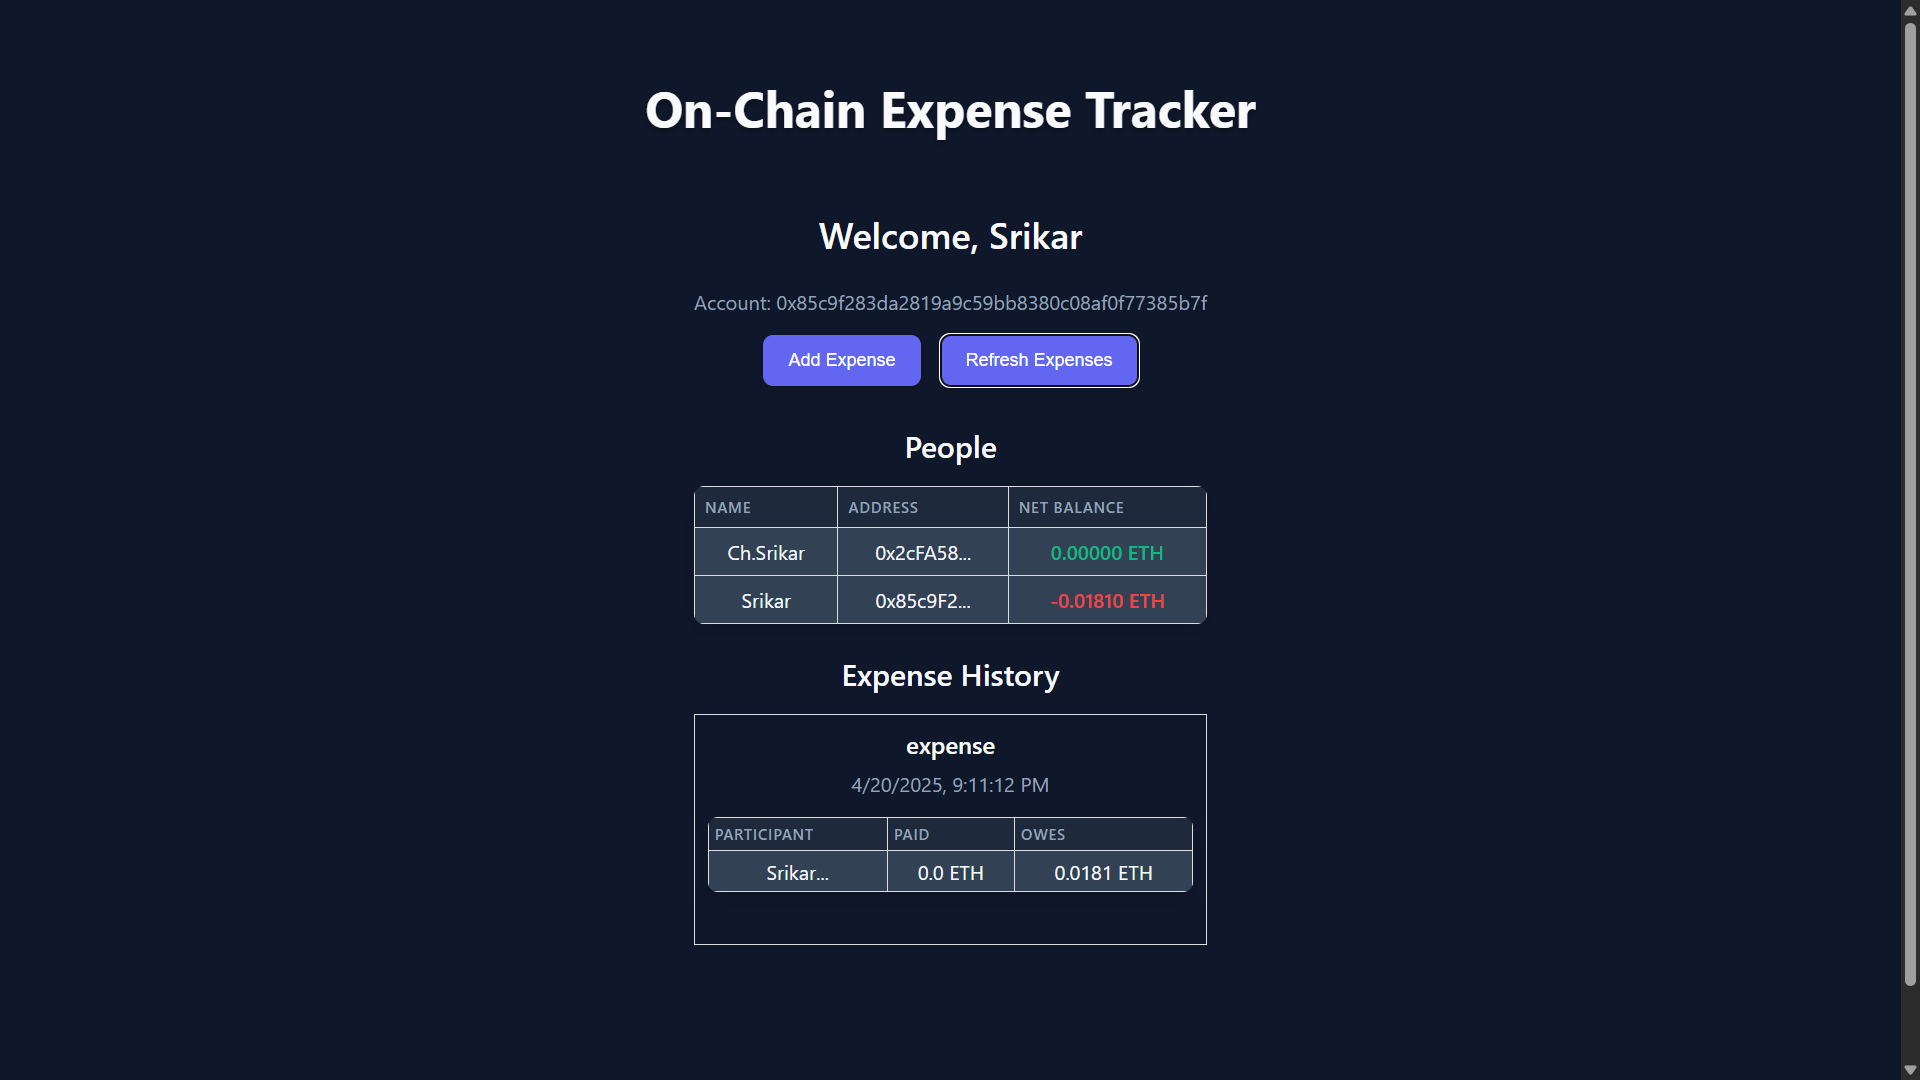 On-Chain Expense Tracker
Welcome, Srikar
Account: 0x85c9f283da2819a9c59bb8380c08af0f77385b7f
Add Expense Refresh Expenses
People
NAME ADDRESS NET BALANCE
Ch.Srikar 0x2cFA58... 0.00000 ETH
Srikar 0x85c9F2... -0.01810 ETH
Expense History
expense
4/20/2025, 9:11:12 PM
PARTICIPANT PAID OWES
Srikar... 0.0 ETH 0.0181 ETH